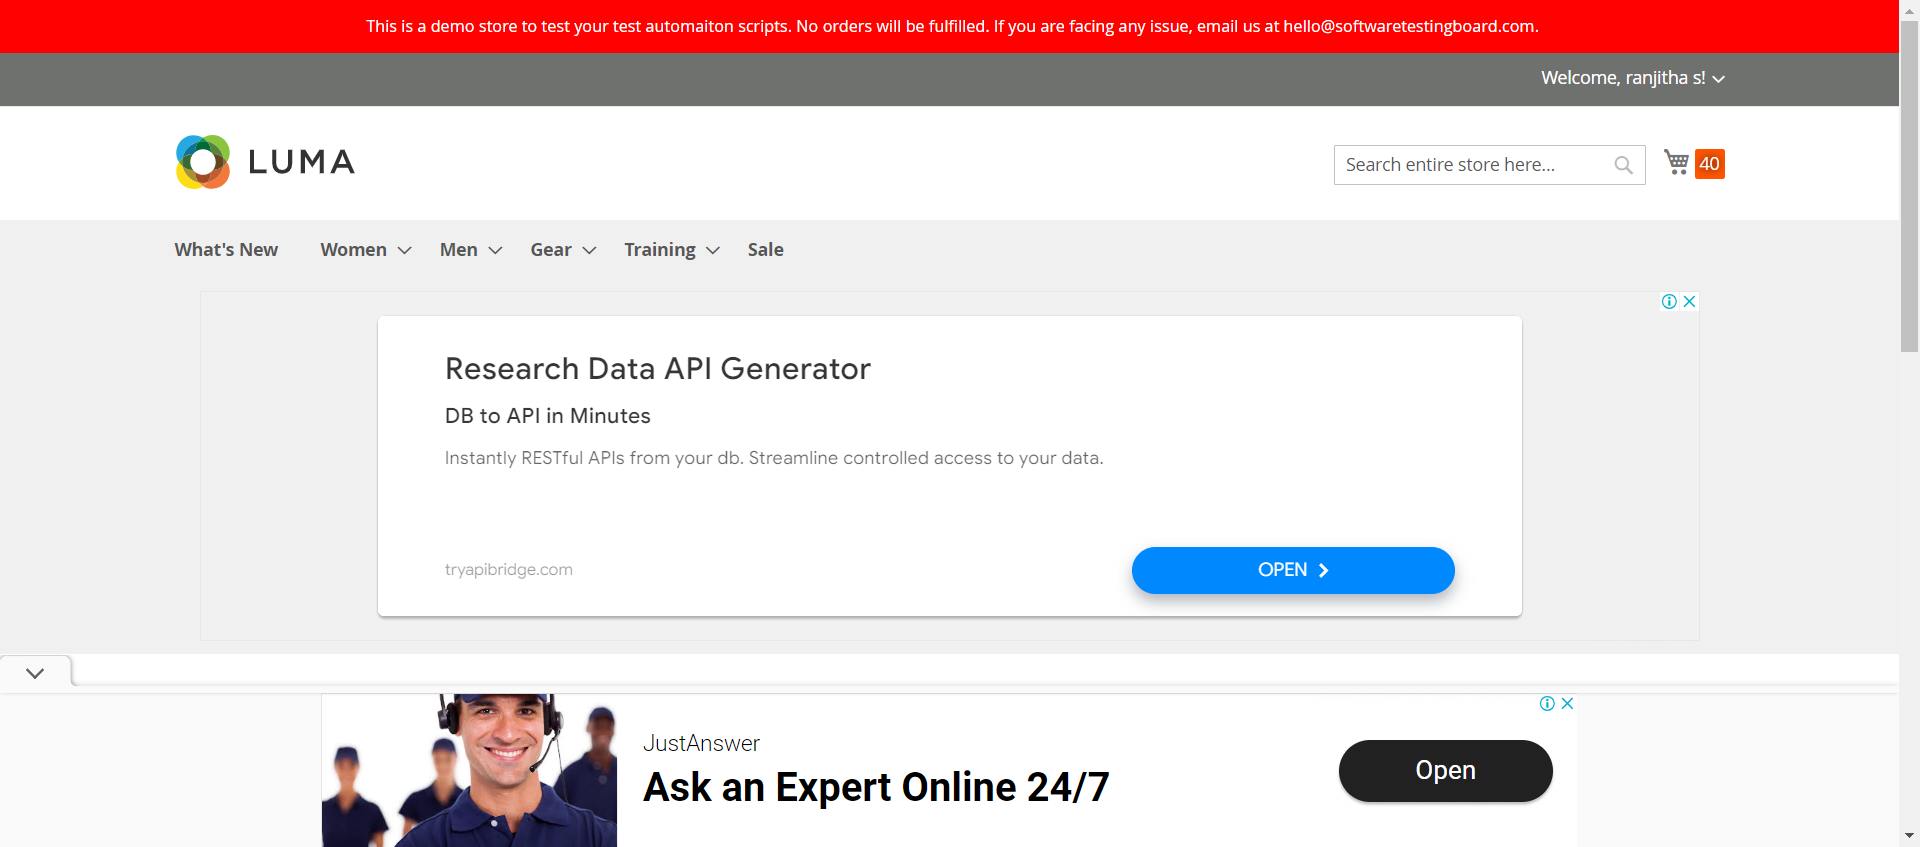 This is a demo store to test your test automaiton scripts. No orders will be fulfilled. If you are facing any issue, email us at hello@softwaretestingboard.com.
Welcome, ranjitha s!
LUMA
Search entire store here...
40
What's New Women Men Gear Training Sale
Research Data API Generator
DB to API in Minutes
Instantly RESTful APIs from your db. Streamline controlled access to your data.
tryapibridge.com
OPEN
JustAnswer
Ask an Expert Online 24/7
Open